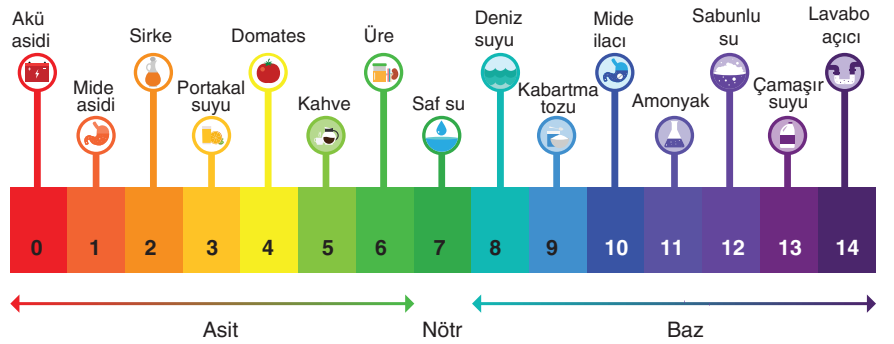 Akü
asidi
Mide
asidi
Sirke
Portakal
suyu
Domates
Kahve
Üre
Saf su
Deniz
suyu
Kabartma
tozu
Mide
ilacı
Amonyak
Sabunlu
su
Çamaşır
suyu
Lavabo
açıcı
0 1 2 3 4 5 6 7 8 9 10 11 12 13 14
Asit Nötr Baz